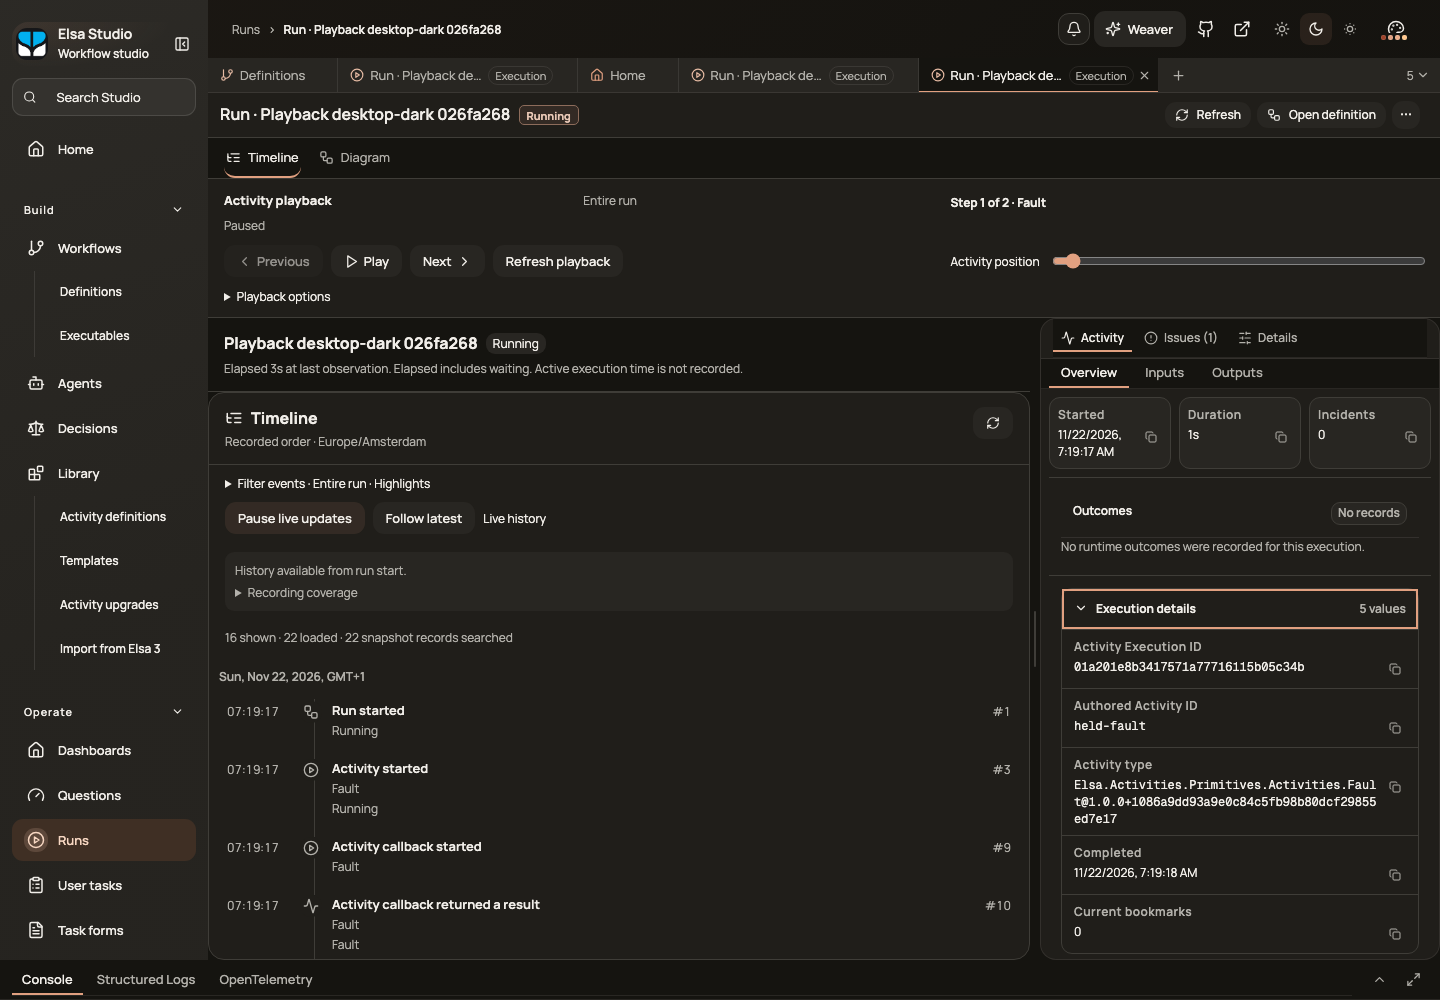 Elsa Studio
Workflow studio
Search Studio
Home
Build
Workflows
Definitions
Executables
Agents
Decisions
Library
Activity definitions
Templates
Activity upgrades
Import from Elsa 3
Operate
Dashboards
Questions
Runs
User tasks
Task forms
Runs › Run · Playback desktop-dark 026fa268
Weaver
Definitions
Run · Playback de... Execution
Home
Run · Playback de... Execution
Run · Playback de... Execution
5
Run · Playback desktop-dark 026fa268 Running
Refresh
Open definition
Timeline
Diagram
Activity playback
Entire run
Step 1 of 2 · Fault
Paused
Previous
Play
Next
Refresh playback
Activity position
Playback options
Playback desktop-dark 026fa268 Running
Elapsed 3s at last observation. Elapsed includes waiting. Active execution time is not recorded.
Timeline
Recorded order · Europe/Amsterdam
Filter events · Entire run · Highlights
Pause live updates
Follow latest
Live history
History available from run start.
Recording coverage
16 shown · 22 loaded · 22 snapshot records searched
Sun, Nov 22, 2026, GMT+1
07:19:17 Run started #1
Running
07:19:17 Activity started #3
Fault
Running
07:19:17 Activity callback started #9
Fault
07:19:17 Activity callback returned a result #10
Fault
Fault
Activity
Issues (1)
Details
Overview
Inputs
Outputs
Started
11/22/2026,
7:19:17 AM
Duration
1s
Incidents
0
Outcomes
No records
No runtime outcomes were recorded for this execution.
Execution details
5 values
Activity Execution ID
01a201e8b3417571a77716115b05c34b
Authored Activity ID
held-fault
Activity type
Elsa.Activities.Primitives.Activities.Faul
t@1.0.0+1086a9dd93a9e0c84c5fb98b80dcf29855
ed7e17
Completed
11/22/2026, 7:19:18 AM
Current bookmarks
0
Console
Structured Logs
OpenTelemetry